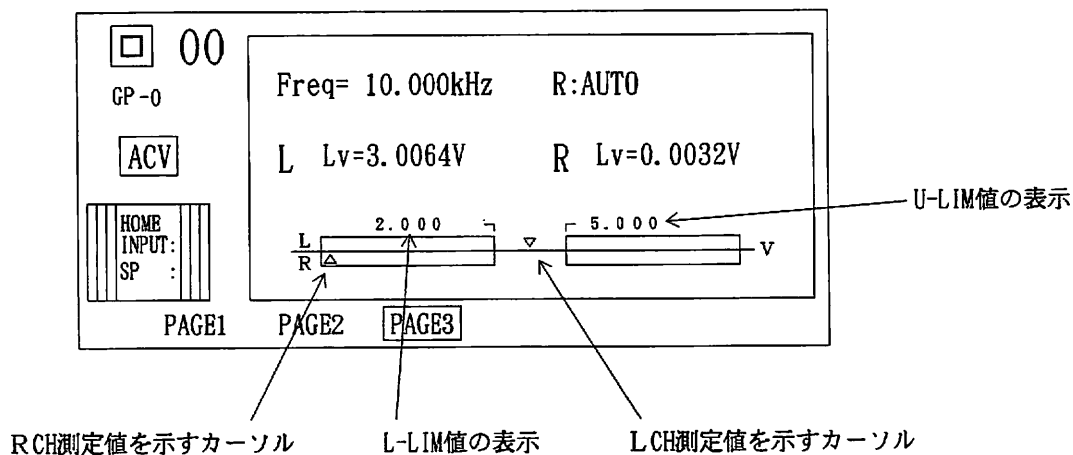 00
GP-0
ACV
HOME
INPUT:
SP :
Freq= 10.000kHz R:AUTO
L Lv=3.0064V R Lv=0.0032V
2.000 5.000
L
R
V
PAGE1 PAGE2 PAGE3
U-LIM値の表示
RCH測定値を示すカーソル L-LIM値の表示 LCH測定値を示すカーソル